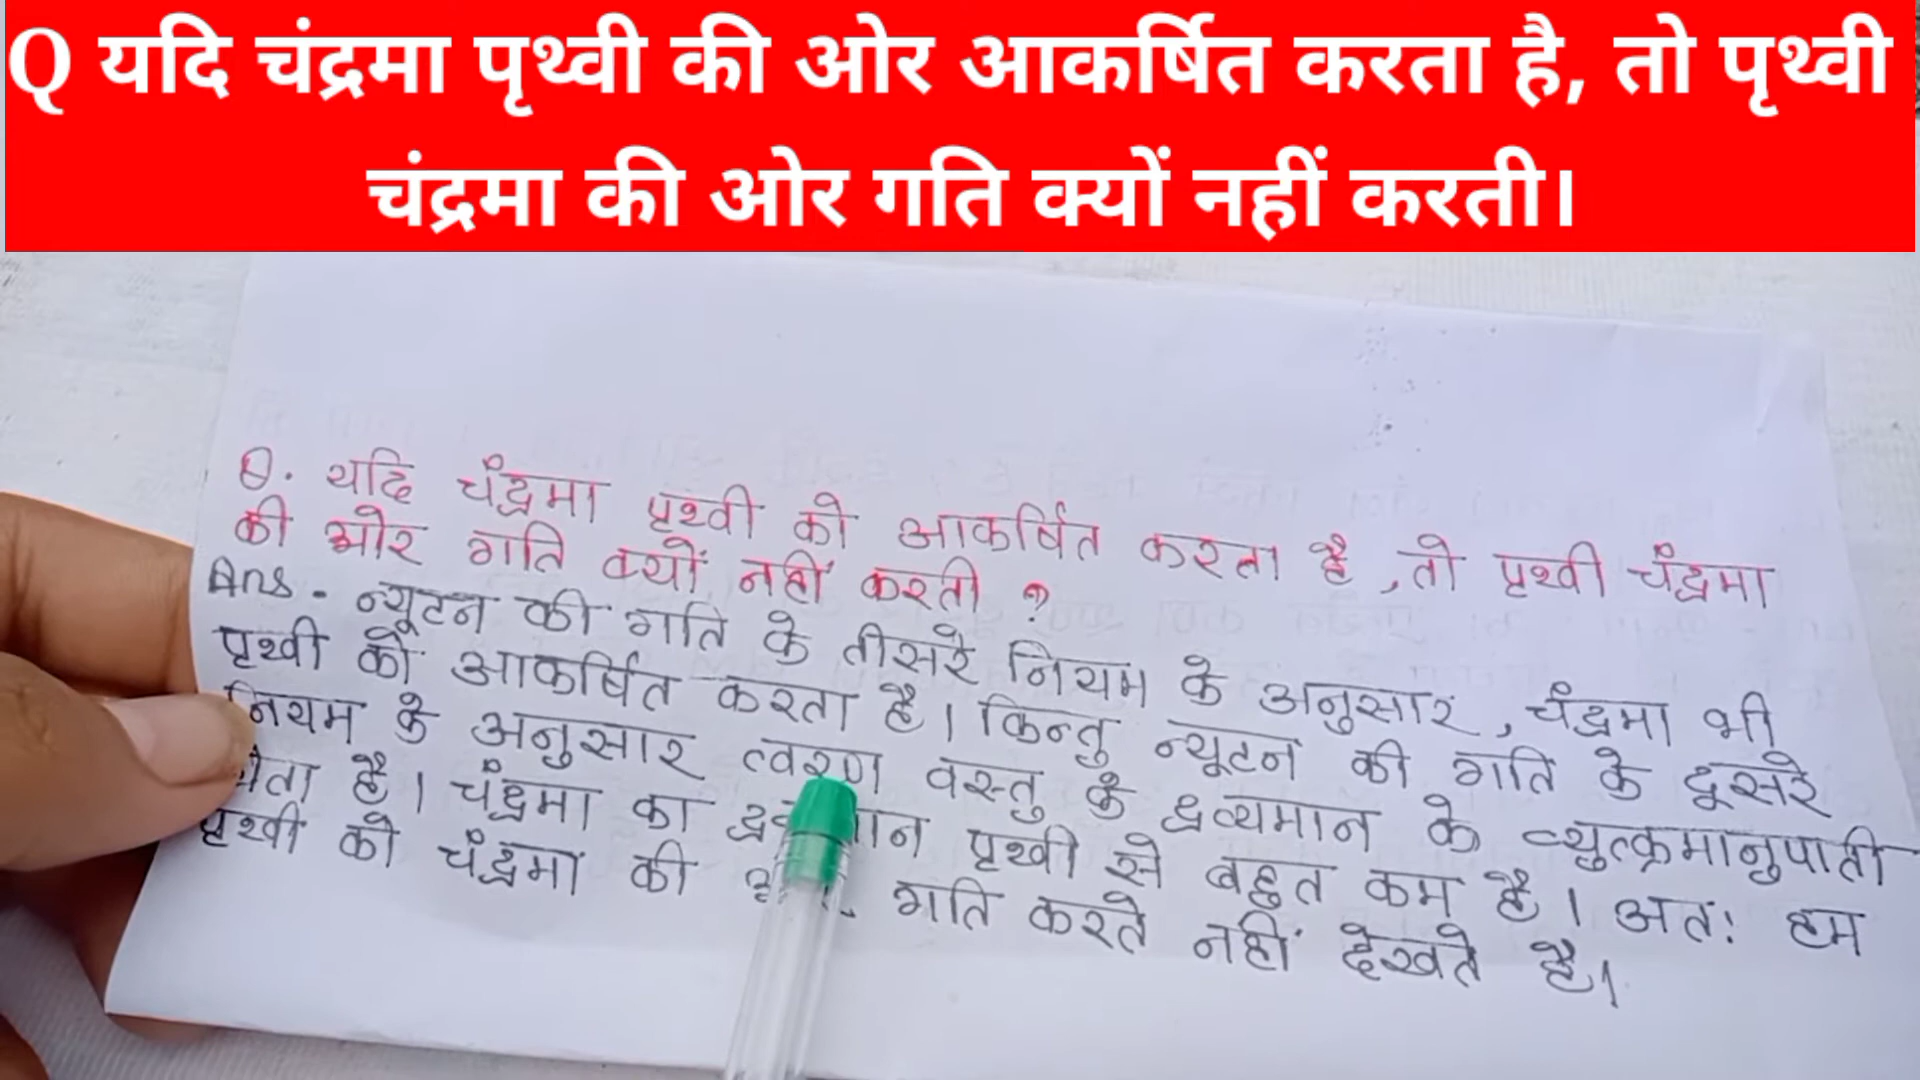 Q यदि चंद्रमा पृथ्वी की ओर आकर्षित करता है, तो पृथ्वी
चंद्रमा की ओर गति क्यों नहीं करती।
Q. यदि चंद्रमा पृथ्वी को आकर्षित करता है, तो पृथ्वी चंद्रमा
की ओर गति क्यों नहीं करती ?
Ans - न्यूटन की गति के तीसरे नियम के अनुसार, चंद्रमा भी
पृथ्वी को आकर्षित करता है। किन्तु न्यूटन की गति के दूसरे
नियम के अनुसार त्वरण वस्तु के द्रव्यमान के व्युत्क्रमानुपाती
है। चंद्रमा का पृथ्वी से बहुत कम है। अतः हम
पृथ्वी को चंद्रमा की गति करते नहीं देखते है।